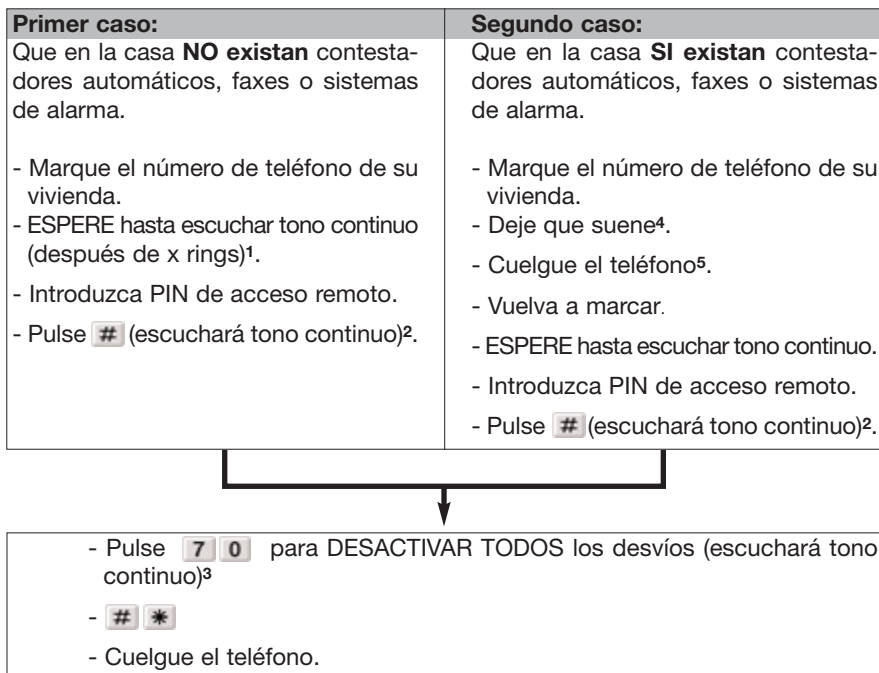 Primer caso:
Que en la casa NO existan contesta-
dores automáticos, faxes o sistemas
de alarma.
- Marque el número de teléfono de su
vivienda.
- ESPERE hasta escuchar tono continuo
(después de x rings)1.
- Introduzca PIN de acceso remoto.
- Pulse # (escuchará tono continuo)2.
Segundo caso:
Que en la casa SI existan contesta-
dores automáticos, faxes o sistemas
de alarma.
- Marque el número de teléfono de su
vivienda.
- Deje que suene4.
- Cuelgue el teléfono5.
- Vuelva a marcar.
- ESPERE hasta escuchar tono continuo.
- Introduzca PIN de acceso remoto.
- Pulse # (escuchará tono continuo)2.
- Pulse 7 0 para DESACTIVAR TODOS los desvíos (escuchará tono
continuo)3
- # *
- Cuelgue el teléfono.